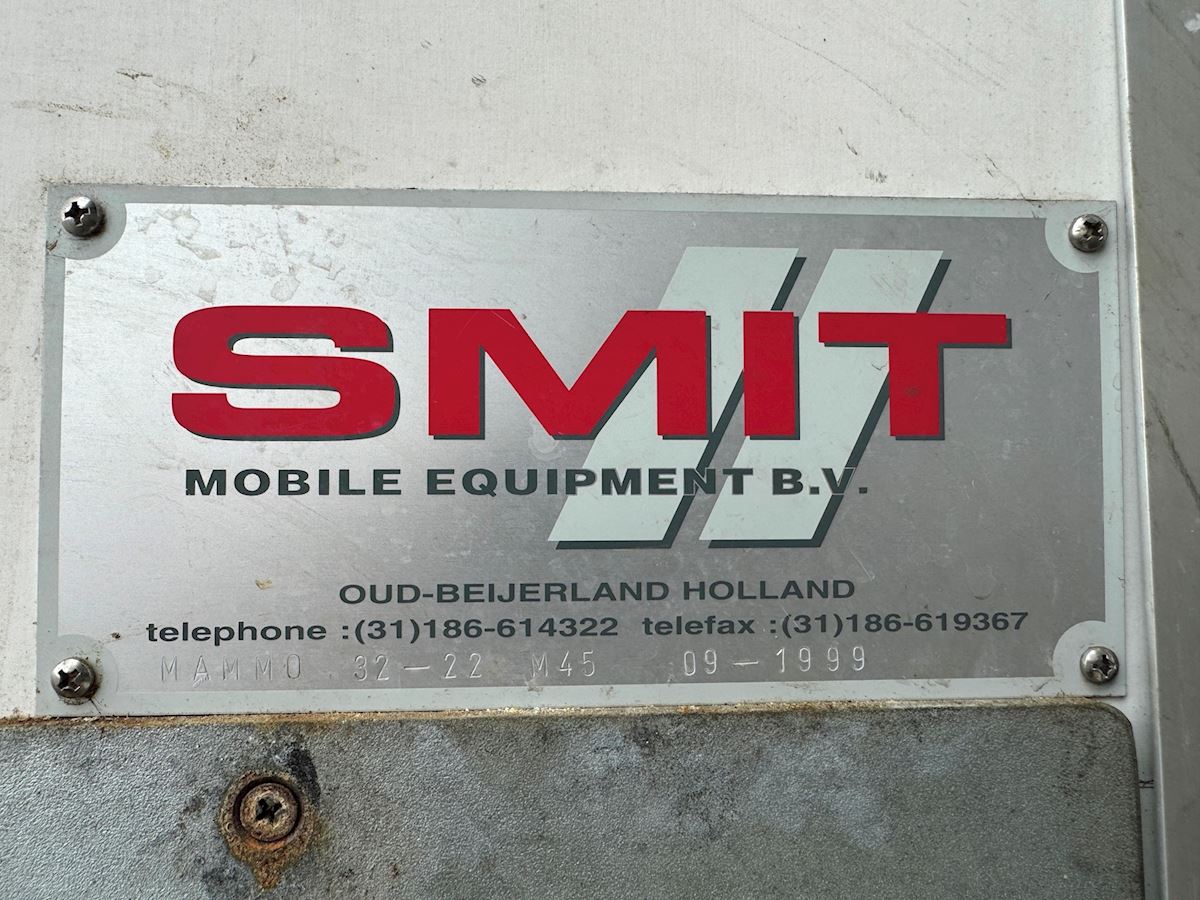 SMIT
MOBILE EQUIPMENT B.V.
OUD-BEIJERLAND HOLLAND
telephone :(31)186-614322 telefax :(31)186-619367
MAMMO 32-22 M45 09-1999